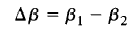 Δβ = β₁ − β₂